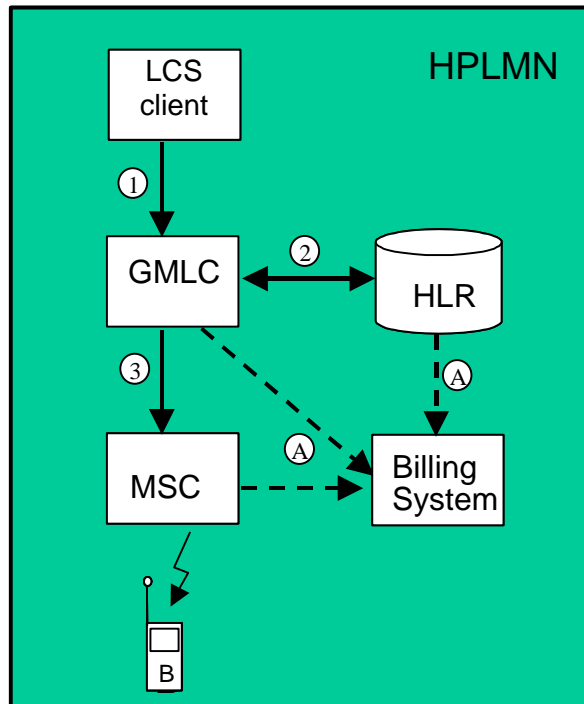 HPLMN
LCS
client
1
GMLC
2
HLR
3
A
A
MSC
Billing
System
B